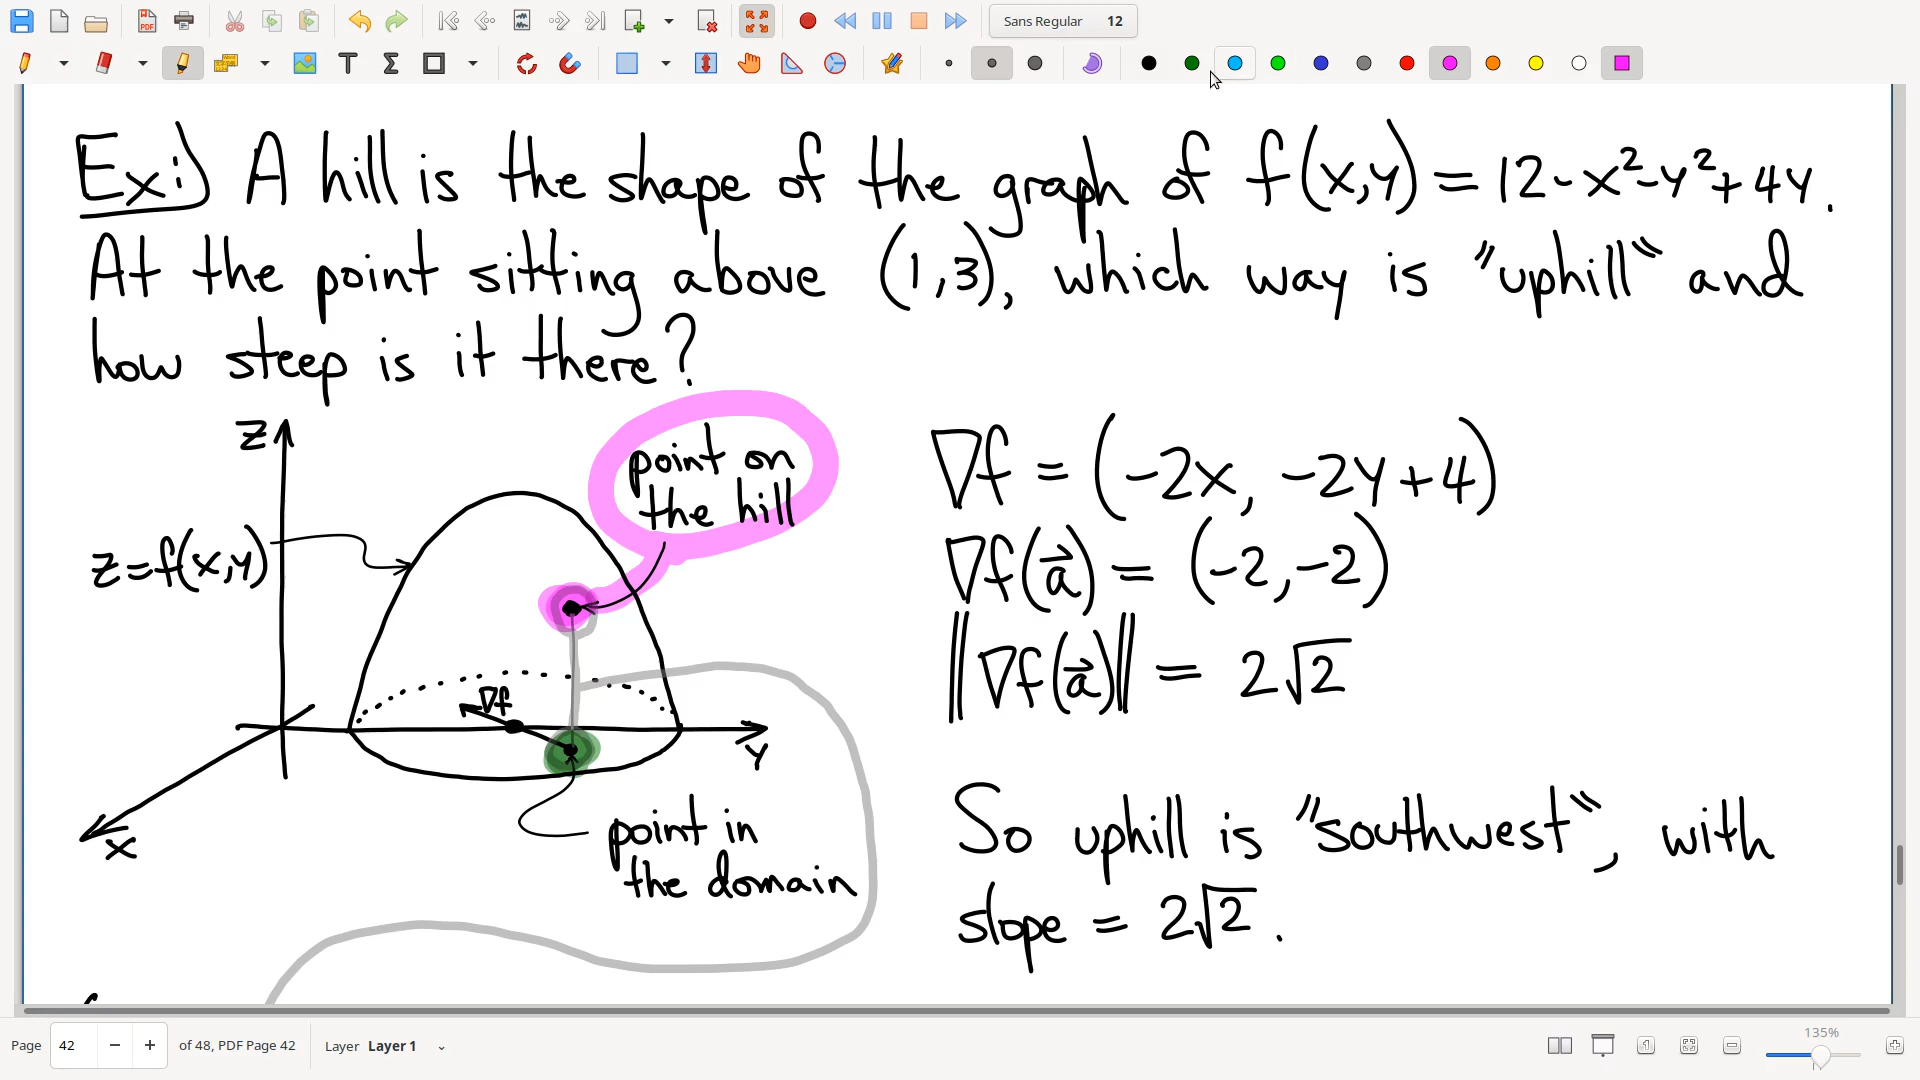 Sans Regular 12
Ex: A hill is the shape of the graph of f(x,y) = 12-x²-y²+4y.
At the point sitting above (1,3), which way is "uphill" and
how steep is it there?
z
point on
the hill
z=f(x,y)
∇f
y
x
point in
the domain
∇f = (-2x, -2y+4)
∇f(a⃗) = (-2,-2)
‖∇f(a⃗)‖ = 2√2
So uphill is "southwest", with
slope = 2√2.
Page 42 of 48, PDF Page 42 Layer Layer 1 135%